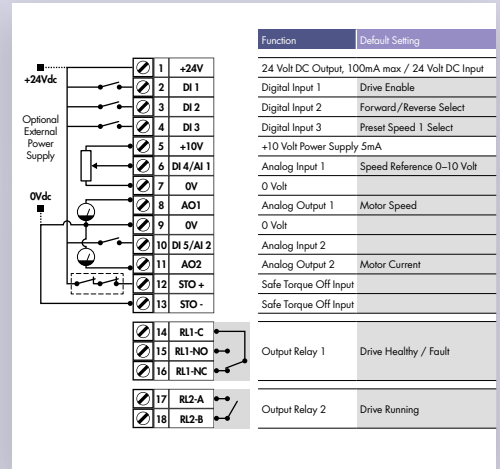 Function Default Setting
+24Vdc
Optional
External
Power
Supply
0Vdc
1 +24V 24 Volt DC Output, 100mA max / 24 Volt DC Input
2 DI 1 Digital Input 1 Drive Enable
3 DI 2 Digital Input 2 Forward/Reverse Select
4 DI 3 Digital Input 3 Preset Speed 1 Select
5 +10V +10 Volt Power Supply 5mA
6 DI 4/AI 1 Analog Input 1 Speed Reference 0–10 Volt
7 0V 0 Volt
8 AO1 Analog Output 1 Motor Speed
9 0V 0 Volt
10 DI 5/AI 2 Analog Input 2
11 AO2 Analog Output 2 Motor Current
12 STO + Safe Torque Off Input
13 STO - Safe Torque Off Input
14 RL1-C
15 RL1-NO Output Relay 1 Drive Healthy / Fault
16 RL1-NC
17 RL2-A
Output Relay 2 Drive Running
18 RL2-B